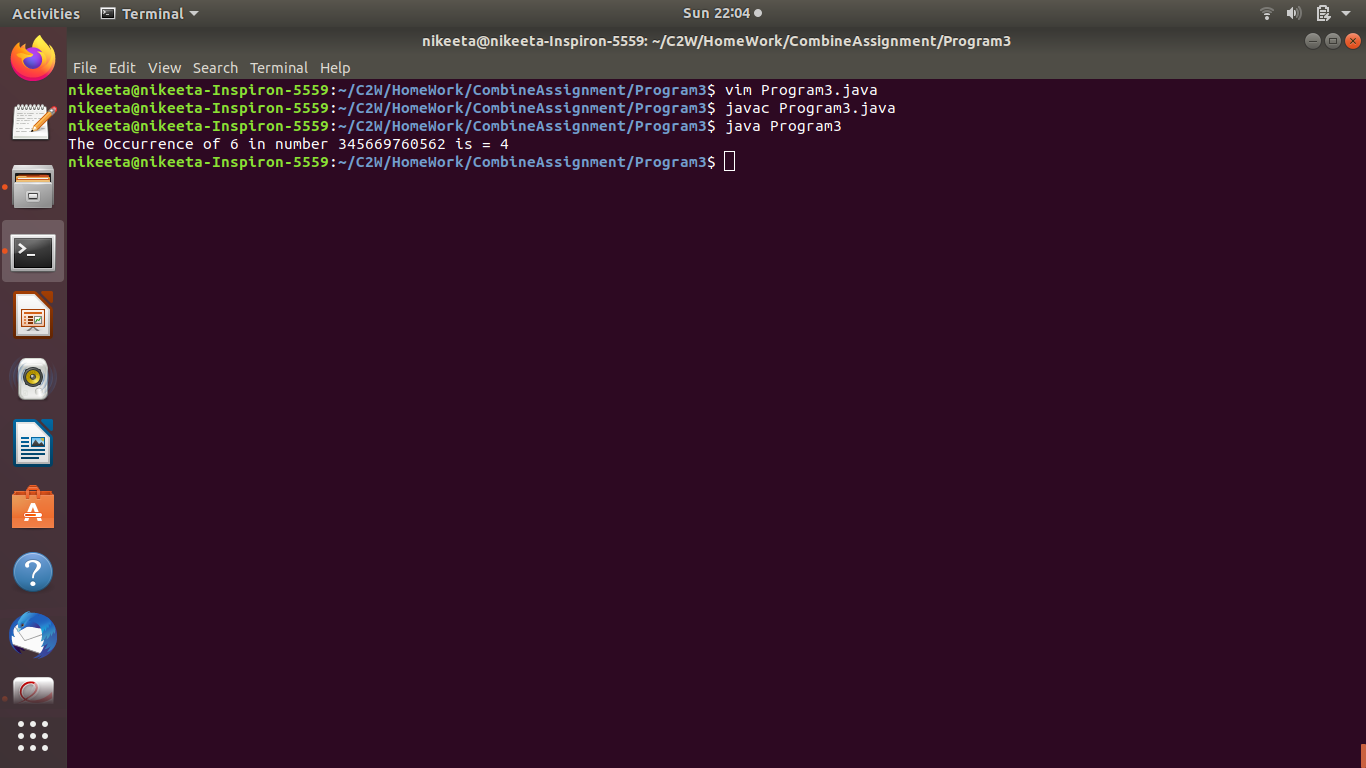 Activities Terminal Sun 22:04
nikeeta@nikeeta-Inspiron-5559: ~/C2W/HomeWork/CombineAssignment/Program3
File Edit View Search Terminal Help
nikeeta@nikeeta-Inspiron-5559:~/C2W/HomeWork/CombineAssignment/Program3$ vim Program3.java
nikeeta@nikeeta-Inspiron-5559:~/C2W/HomeWork/CombineAssignment/Program3$ javac Program3.java
nikeeta@nikeeta-Inspiron-5559:~/C2W/HomeWork/CombineAssignment/Program3$ java Program3
The Occurrence of 6 in number 345669760562 is = 4
nikeeta@nikeeta-Inspiron-5559:~/C2W/HomeWork/CombineAssignment/Program3$